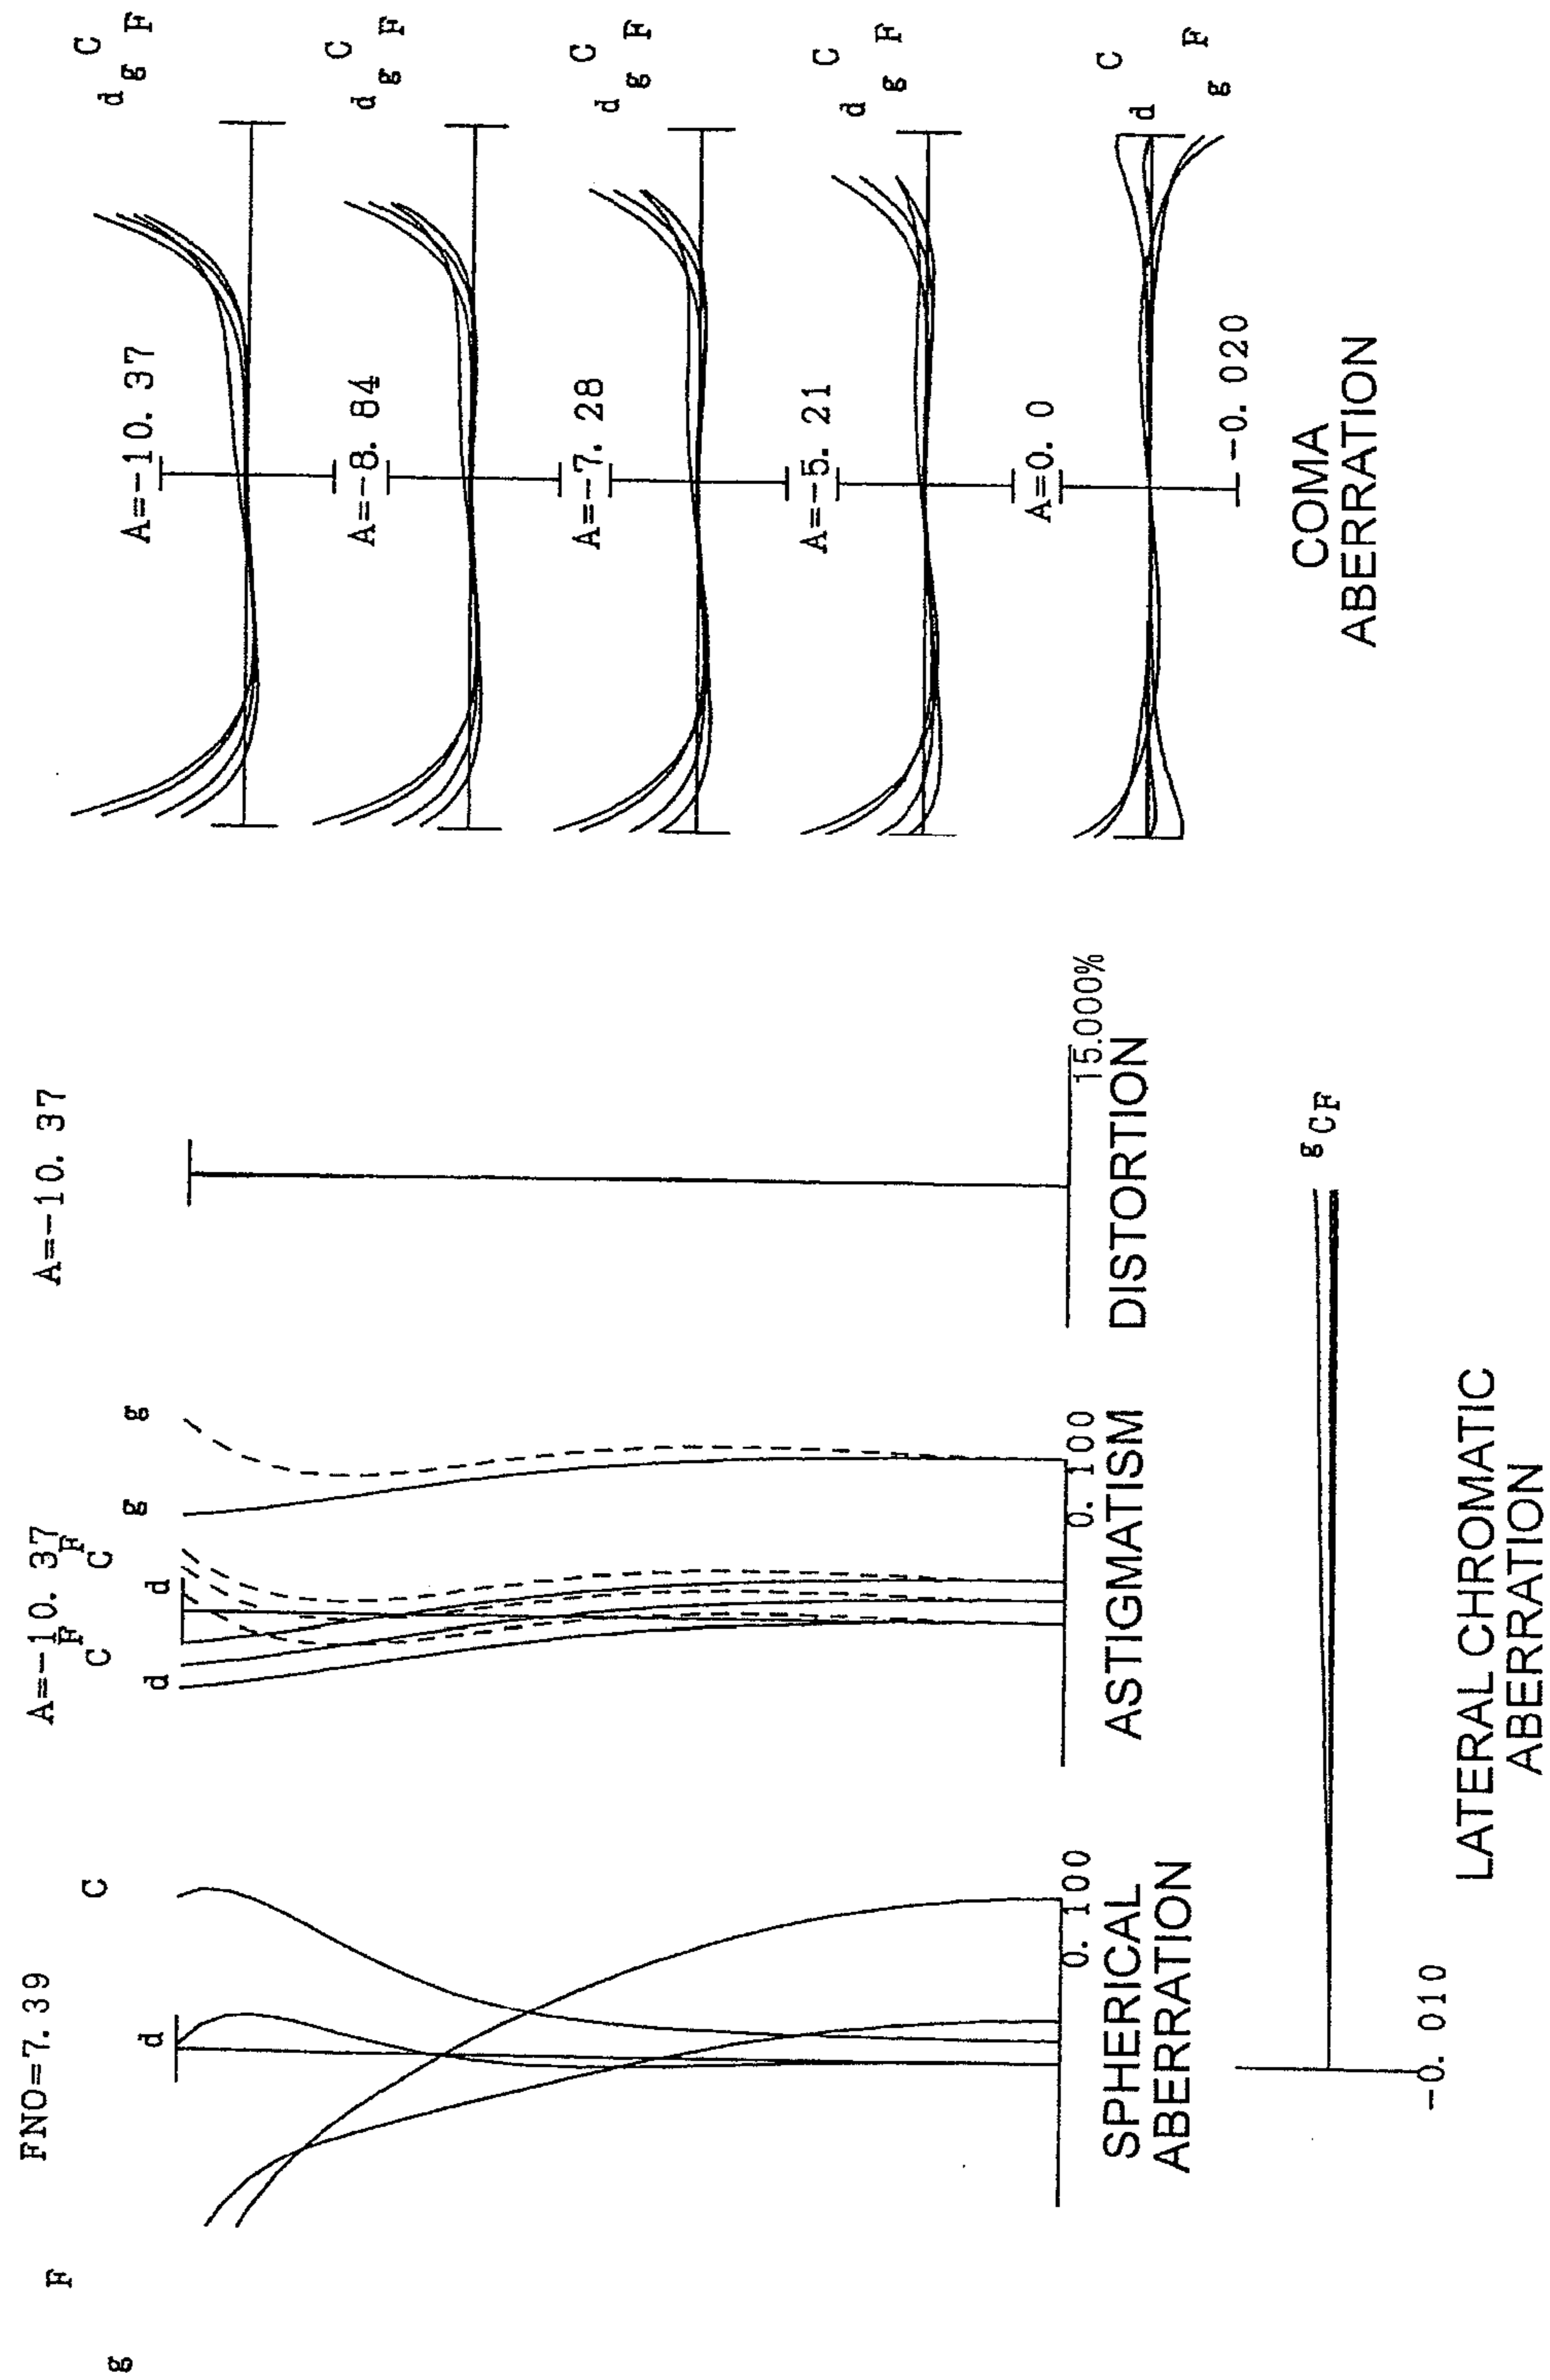 FNO=7.39
g
F
d
C
SPHERICAL
ABERRATION
0.100
A=-10.37
d
C
F
d
C
F
g
g
ASTIGMATISM
0.100
A=-10.37
DISTORTION
15.000%
-0.010
g
C
F
LATERAL CHROMATIC
ABERRATION
A=-10.37
d
g
C
F
A=-8.84
d
g
C
F
A=-7.28
d
g
C
F
A=-5.21
d
g
C
F
A=0.0
d
g
C
F
-0.020
COMA
ABERRATION